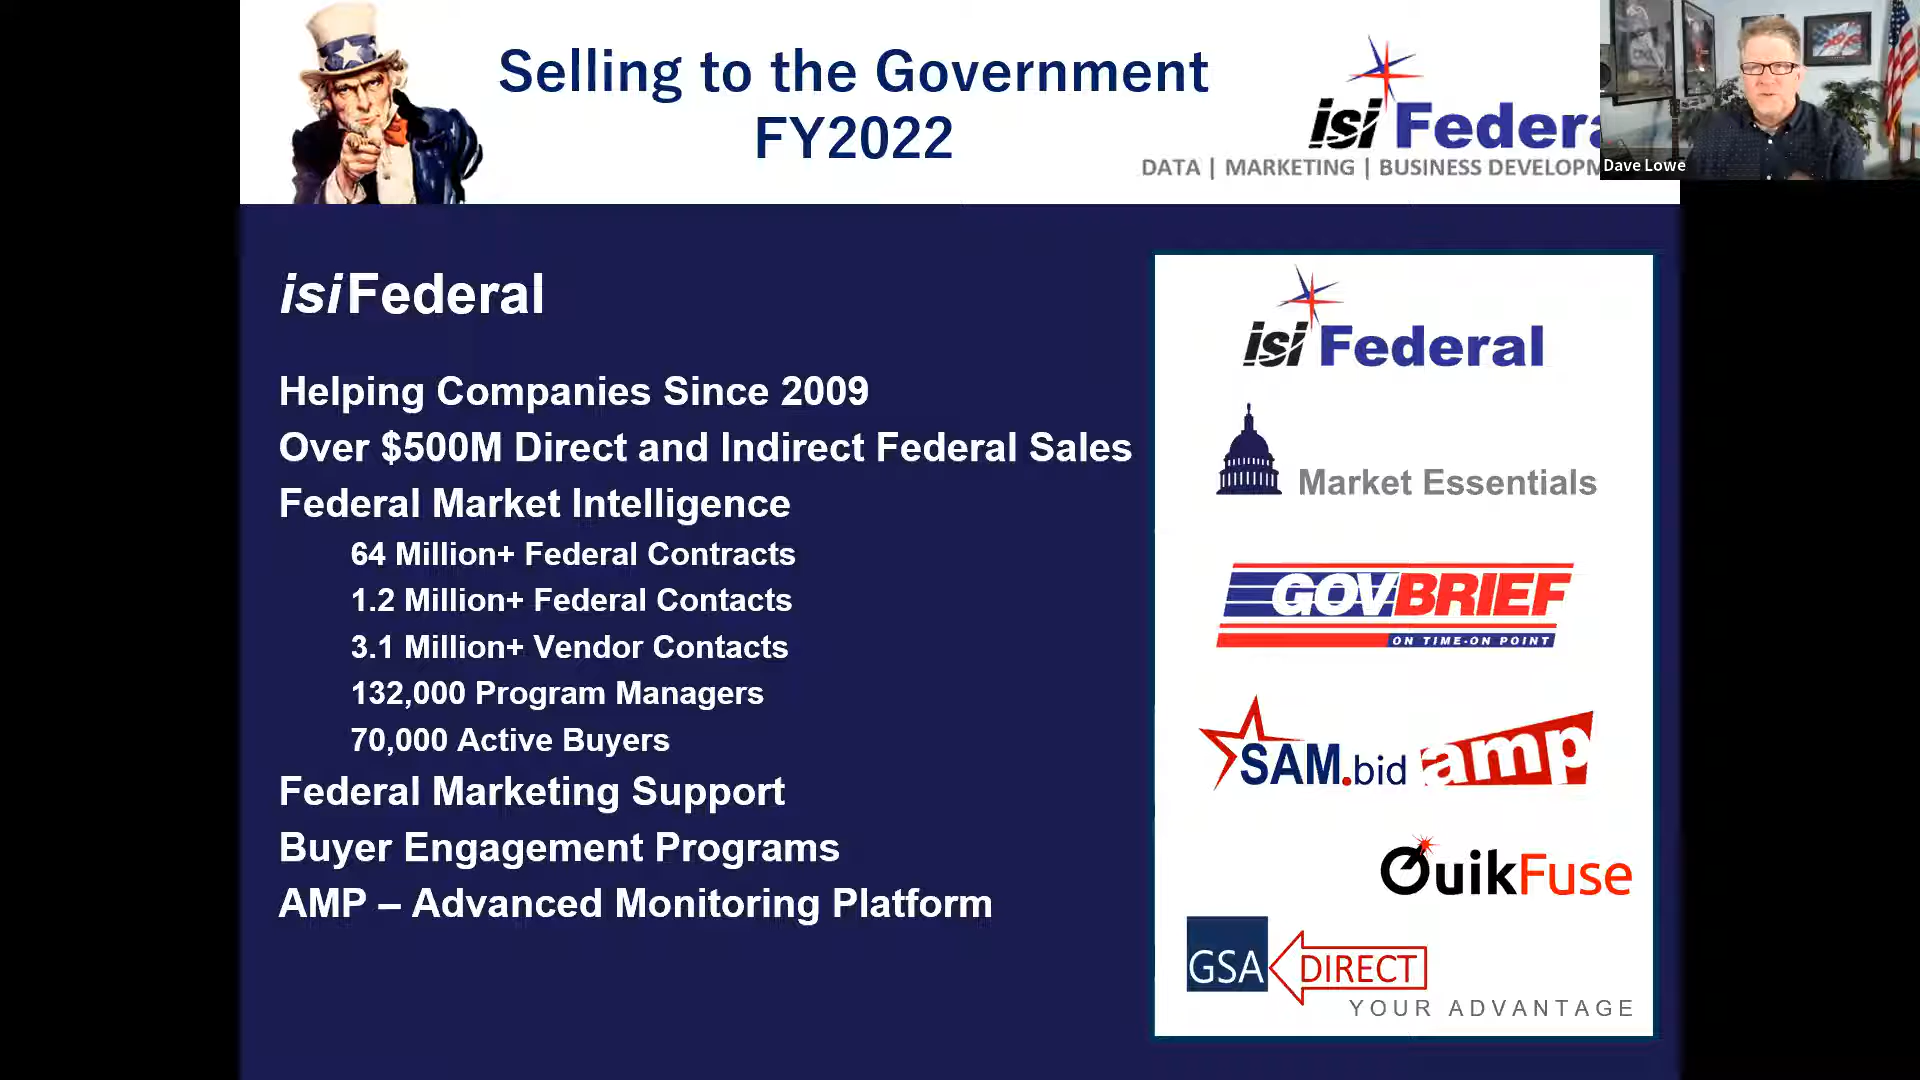 Selling to the Government
FY2022
isi Federa
DATA | MARKETING | BUSINESS DEVELOPM
Dave Lowe
isiFederal
Helping Companies Since 2009
Over $500M Direct and Indirect Federal Sales
Federal Market Intelligence
64 Million+ Federal Contracts
1.2 Million+ Federal Contacts
3.1 Million+ Vendor Contacts
132,000 Program Managers
70,000 Active Buyers
Federal Marketing Support
Buyer Engagement Programs
AMP – Advanced Monitoring Platform
isi Federal
Market Essentials
GOVBRIEF
ON TIME-ON POINT
SAM.bid amp
QuikFuse
GSA DIRECT
YOUR ADVANTAGE